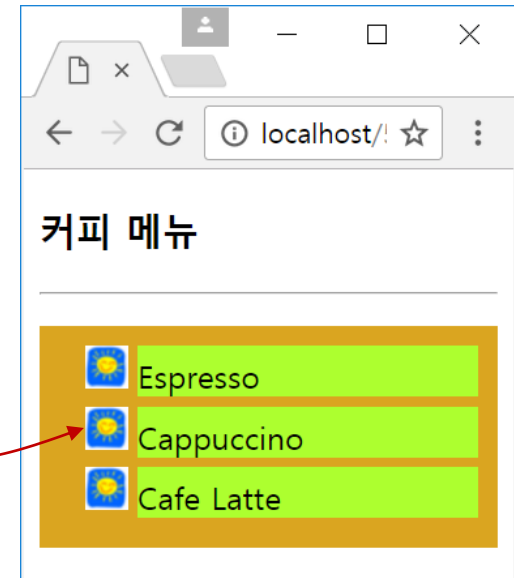 localhost/
커피 메뉴
Espresso
Cappuccino
Cafe Latte